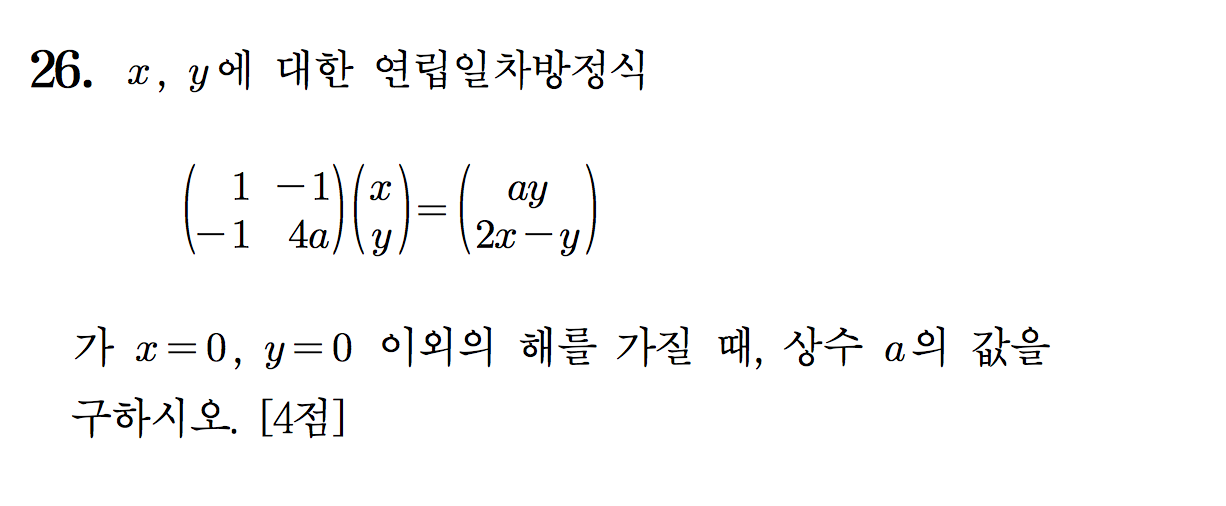 26. x, y에 대한 연립일차방정식
( 1 −1 ) ( x ) = ( ay )
( −1 4a ) ( y ) ( 2x − y )
가 x=0, y=0 이외의 해를 가질 때, 상수 a의 값을
구하시오. [4점]